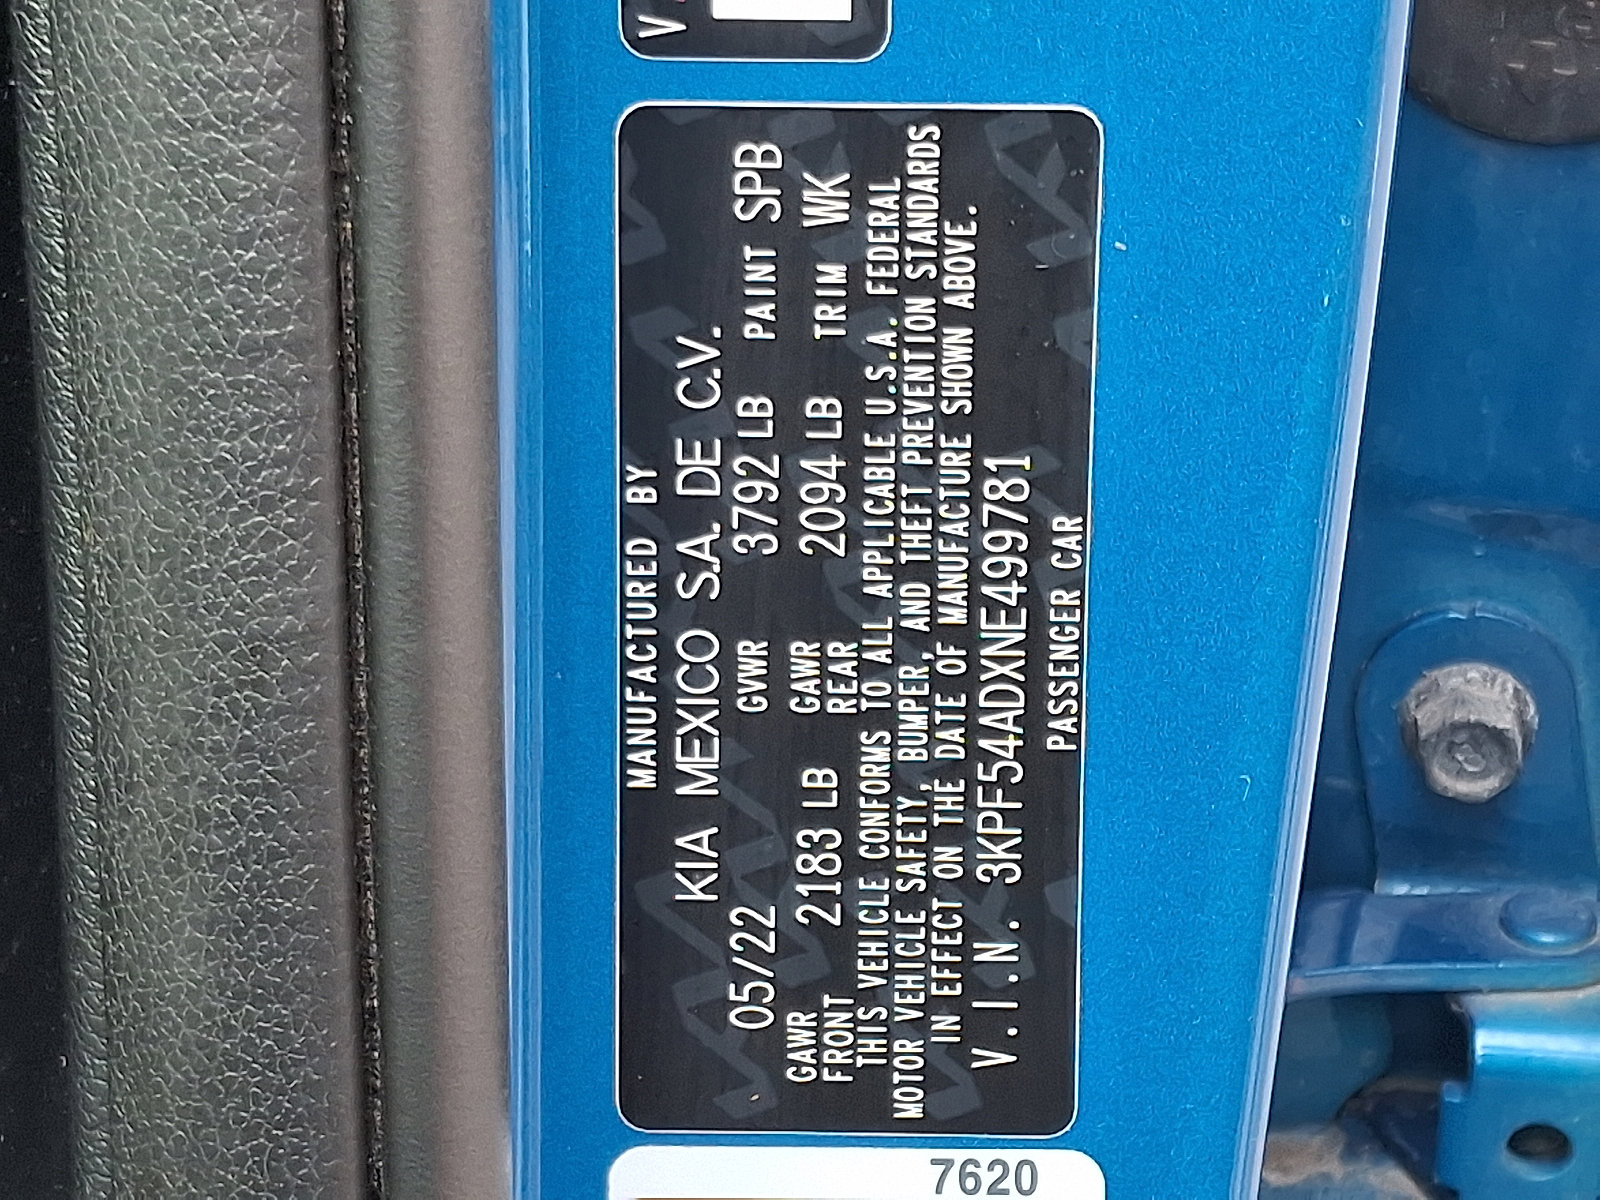 V
MANUFACTURED BY
KIA MEXICO S.A. DE C.V.
05/22 GVWR 3792 LB PAINT SPB
GAWR FRONT 2183 LB GAWR REAR 2094 LB TRIM WK
THIS VEHICLE CONFORMS TO ALL APPLICABLE U.S.A. FEDERAL
MOTOR VEHICLE SAFETY, BUMPER, AND THEFT PREVENTION STANDARDS
IN EFFECT ON THE DATE OF MANUFACTURE SHOWN ABOVE.
V.I.N. 3KPF54ADXNE499781
PASSENGER CAR
7620